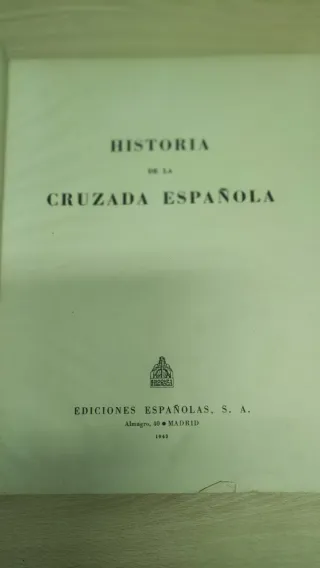 HISTORIA
DE LA
CRUZADA ESPAÑOLA
EDICIONES ESPAÑOLAS, S. A.
Almagro, 40 • MADRID